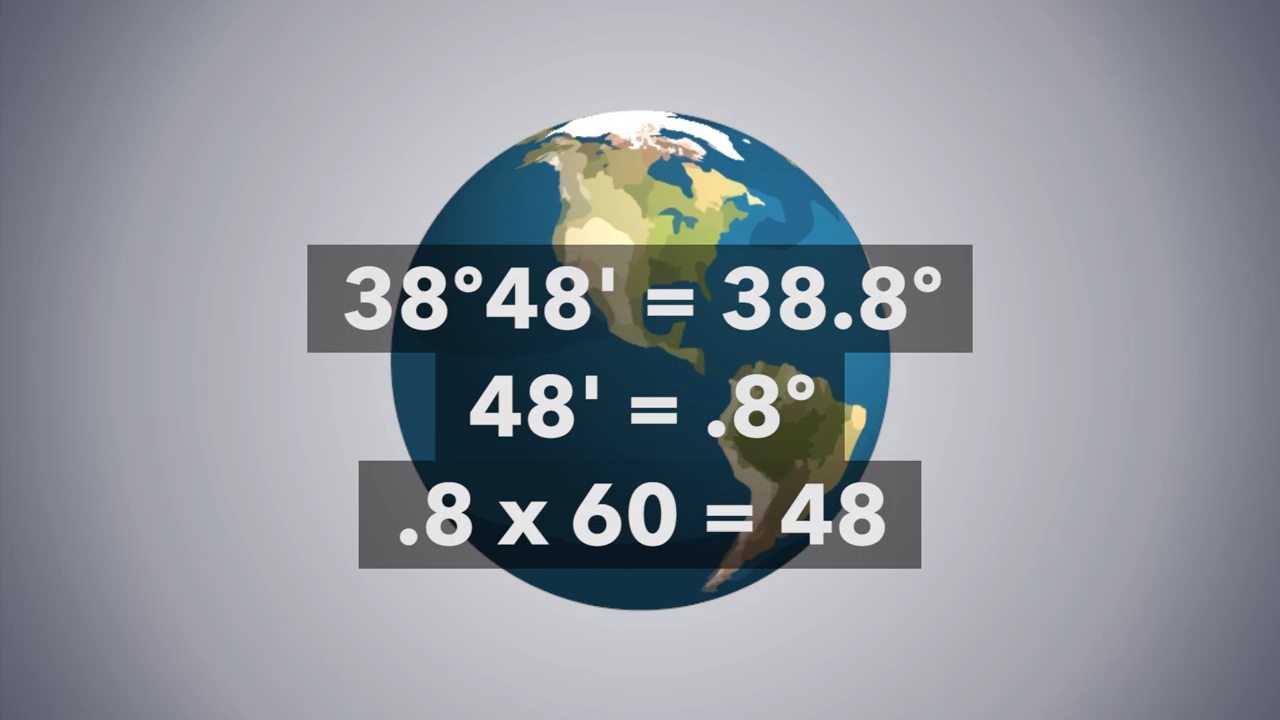 38°48' = 38.8°
48' = .8°
.8 x 60 = 48